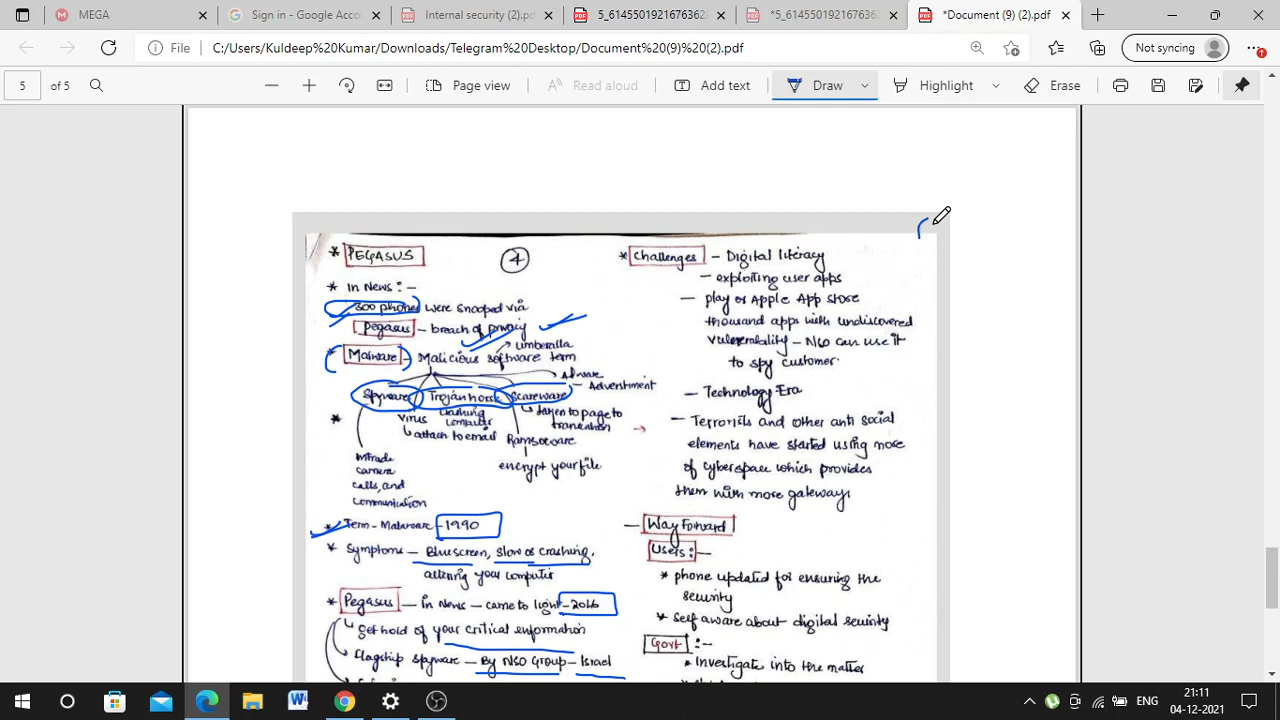 MEGA
Sign in - Google Acco
Internal security (2).pdf
5_6145501921676362
*5_614550192167636
*Document (9) (2).pdf
File
C:/Users/Kuldeep%20Kumar/Downloads/Telegram%20Desktop/Document%20(9)%20(2).pdf
Not syncing
5 of 5
Page view
Read aloud
Add text
Draw
Highlight
Erase
* PEGASUS
4
* In News :-
300 phones were snooped via
Pegasus - breach of privacy
* Malware - Malicious software term
umberalla
Adware
- Adverstiment
Spyware Trojan horse Scareware
*
virus
crashing
computer
attach to email
taken to page to
transation
Ramsocoare
encrypt your file
Intrude
camera
calls, and
communication
* Term - Malaware - 1990
* Symptoms - Bluescreen, slow or crashing,
altering your computer
* Pegasus - in News - came to light - 2016
get hold of your critical information
Flagship spyware - By NSO Group - Israel
* Challenges - Digital literacy
- exploiting user apps
- play or Apple App store
thousand apps with undiscovered
vulnerability - NSO can use it
to spy customer.
- Technology Era
- Terrorists and other anti social
elements have started using more
of cyberspace which provides
them with more gateways
- Way Forward
Users :-
* phone updated for ensuring the
security
* self aware about digital security
Govt :-
* Investigate into the matter
ENG
21:11
04-12-2021